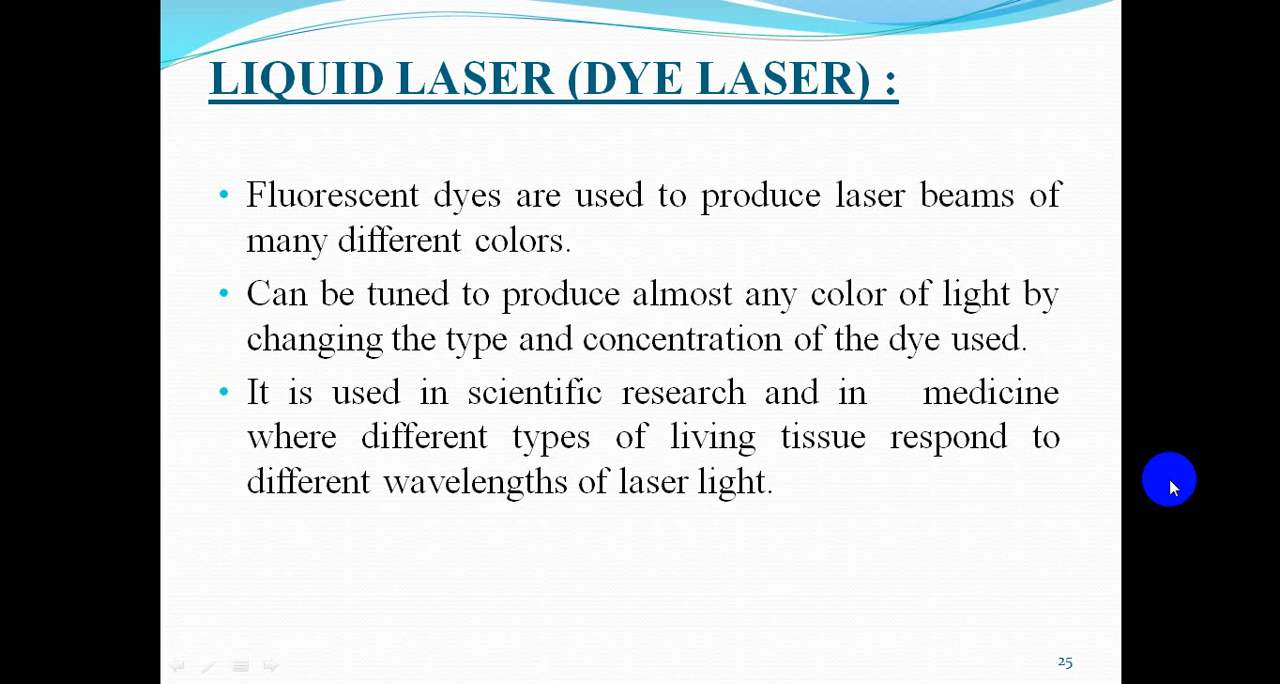 LIQUID LASER (DYE LASER) :
• Fluorescent dyes are used to produce laser beams of
many different colors.
• Can be tuned to produce almost any color of light by
changing the type and concentration of the dye used.
• It is used in scientific research and in medicine
where different types of living tissue respond to
different wavelengths of laser light.
25